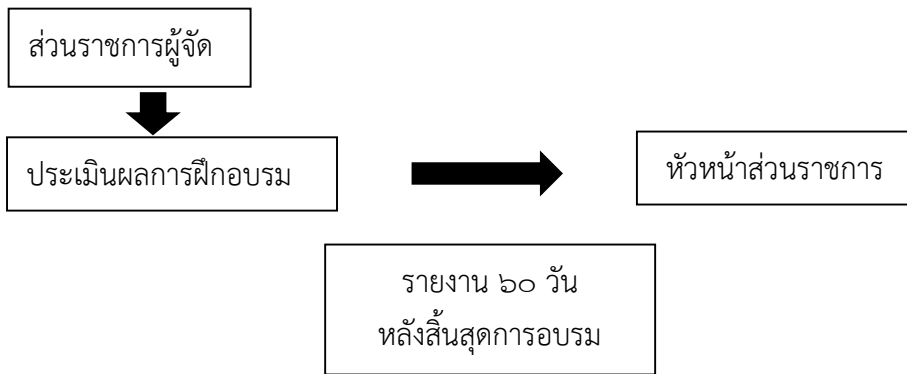 ส่วนราชการผู้จัด
ประเมินผลการฝึกอบรม
หัวหน้าส่วนราชการ
รายงาน ๖๐ วัน
หลังสิ้นสุดการอบรม